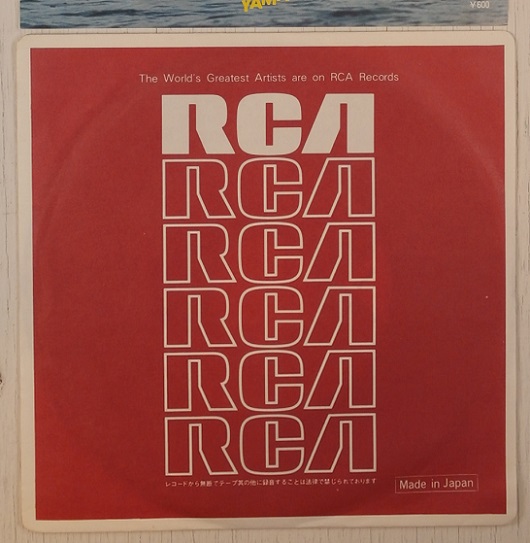 ¥600
The World's Greatest Artists are on RCA Records
RCA
RCA
RCA
RCA
RCA
RCA
レコードから無断でテープ其の他に録音することは法律で禁じられております
Made in Japan